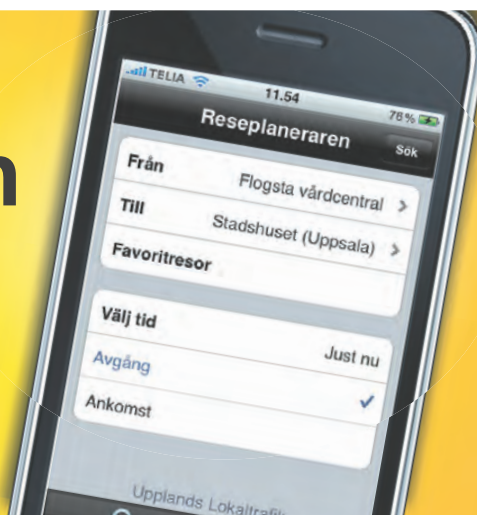 n
TELIA 11.54 78%
Reseplaneraren Sök
Från Flogsta vårdcentral >
Till Stadshuset (Uppsala) >
Favoritresor
Välj tid Just nu
Avgång ✓
Ankomst
Upplands Lokaltrafik